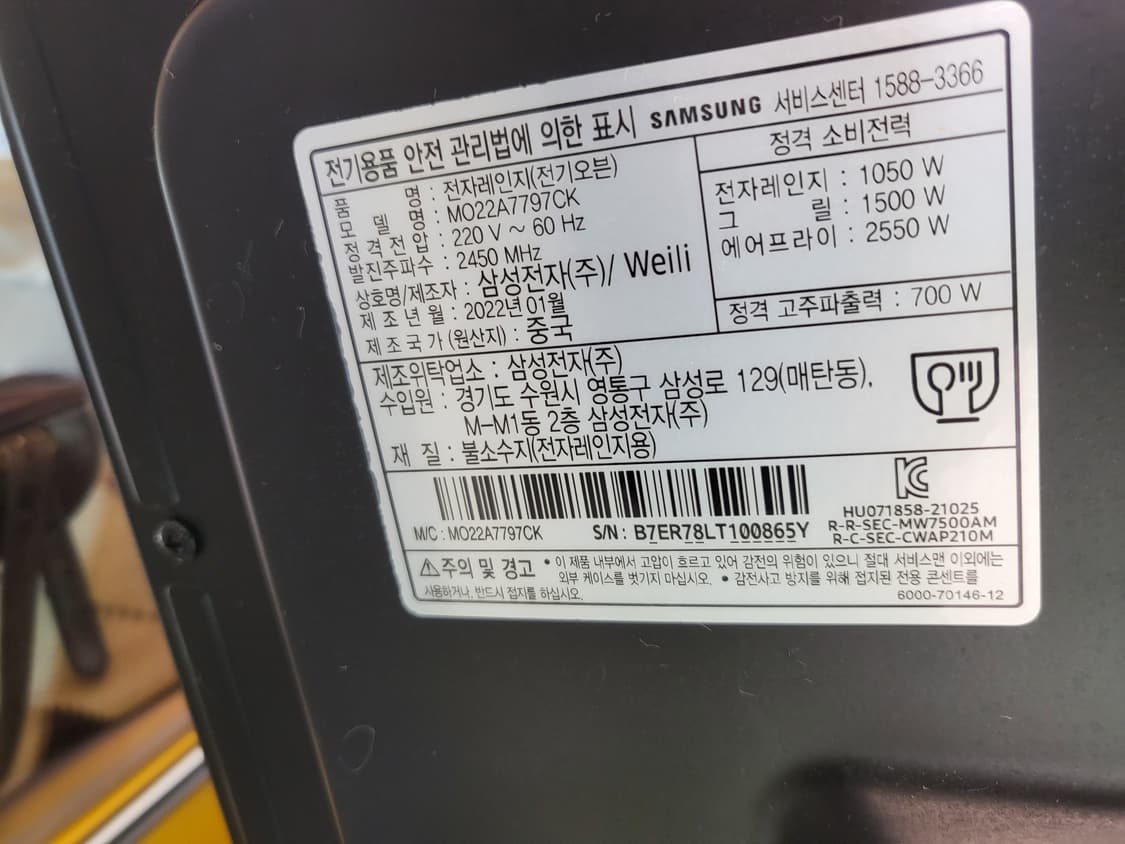 전기용품 안전 관리법에 의한 표시 SAMSUNG 서비스센터 1588-3366
품 명 : 전자레인지(전기오븐)
모 델 명 : MO22A7797CK
정 격 전 압 : 220 V ~ 60 Hz
발진주파수 : 2450 MHz
상호명/제조자 : 삼성전자(주)/ Weili
제 조 년 월 : 2022년 01월
제 조 국 가 (원산지) : 중국
정격 소비전력
전자레인지 : 1050 W
그 릴 : 1500 W
에어프라이 : 2550 W
정격 고주파출력 : 700 W
제조위탁업소 : 삼성전자(주)
수입원 : 경기도 수원시 영통구 삼성로 129(매탄동),
M-M1동 2층 삼성전자(주)
재 질 : 불소수지(전자레인지용)
M/C : MO22A7797CK S/N : B7ER78LT100865Y
HU071858-21025
R-R-SEC-MW7500AM
R-C-SEC-CWAP210M
주의 및 경고 • 이 제품 내부에서 고압이 흐르고 있어 감전의 위험이 있으니 절대 서비스맨 이외에는
외부 케이스를 벗기지 마십시오. • 감전사고 방지를 위해 접지된 전용 콘센트를
사용하거나, 반드시 접지를 하십시오. 6000-70146-12